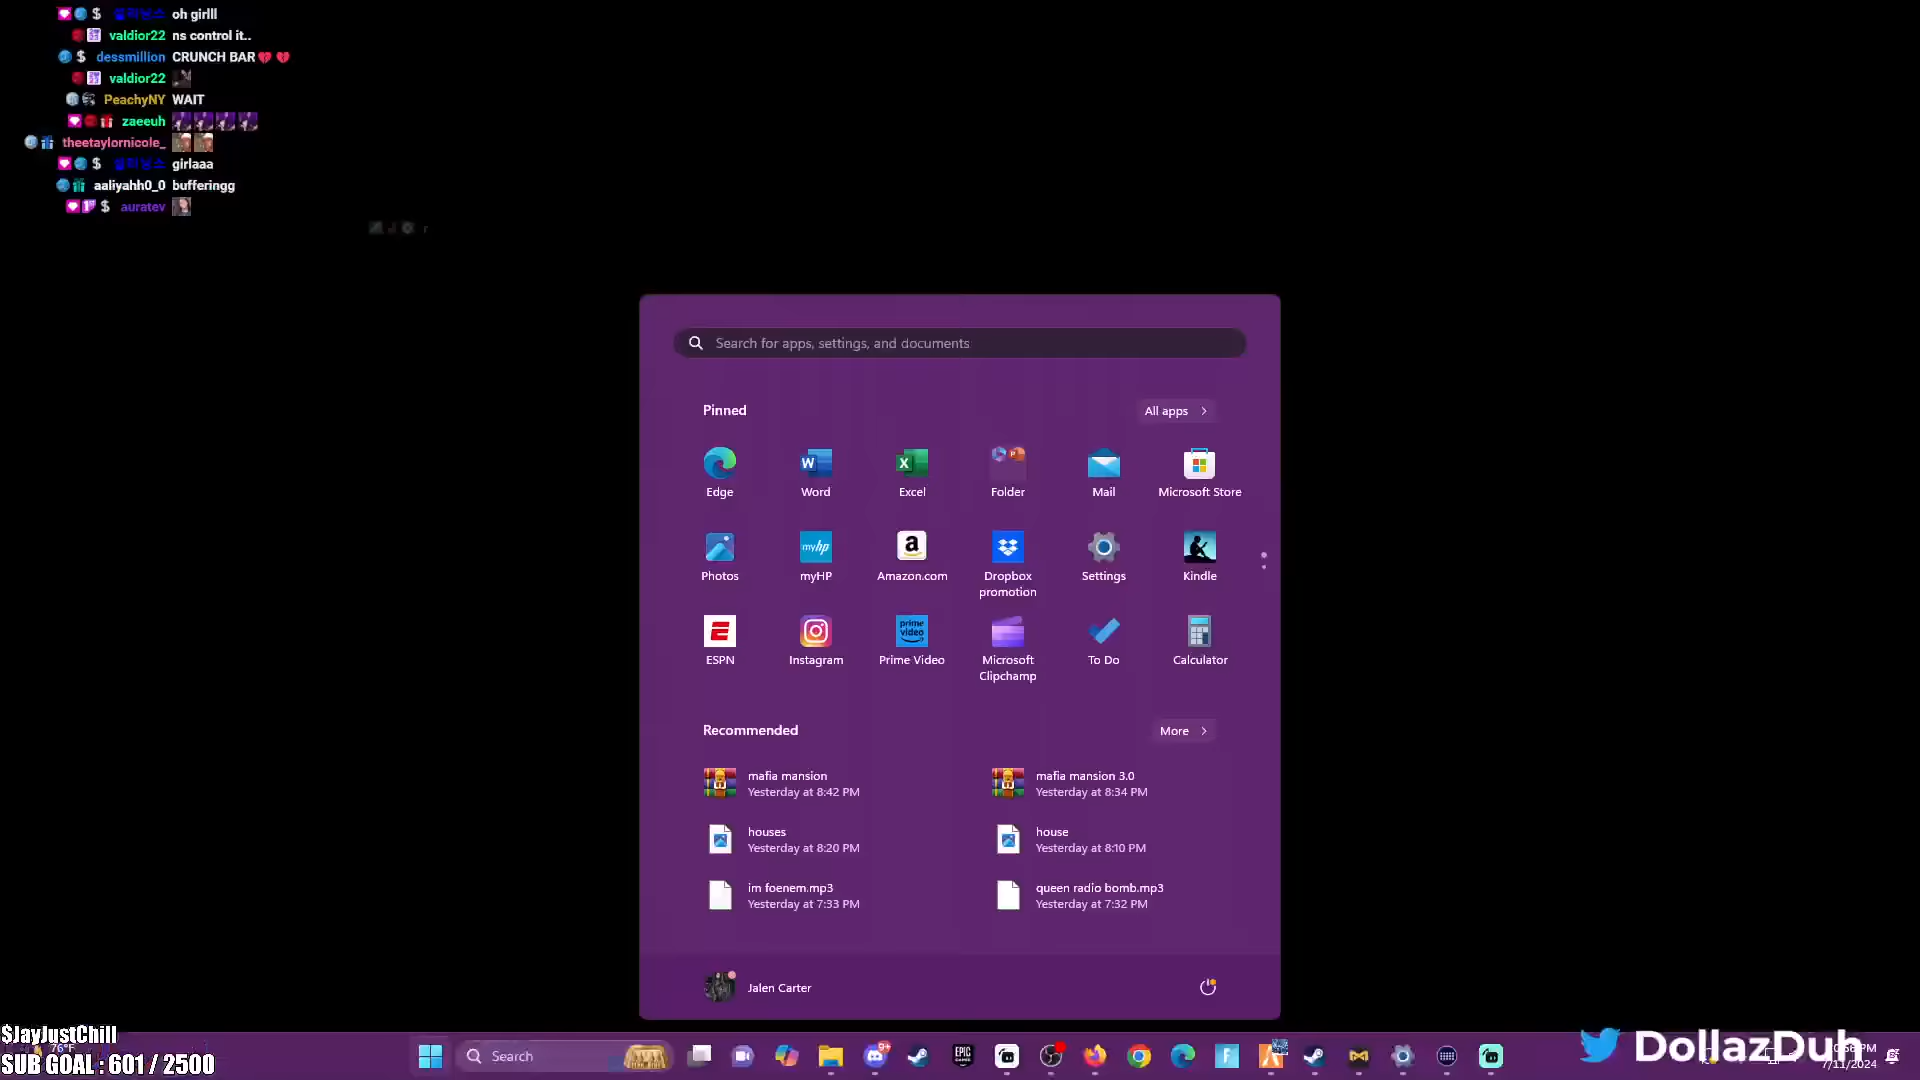 oh girlll
valdior22 ns control it..
dessmillion CRUNCH BAR
valdior22
PeachyNY WAIT
zaeeuh
theetaylornicole_
girlaaa
aaliyahh0_0 bufferingg
auratev
Search for apps, settings, and documents
Pinned
All apps
Edge
Word
Excel
Folder
Mail
Microsoft Store
Photos
myHP
Amazon.com
Dropbox
promotion
Settings
Kindle
ESPN
Instagram
Prime Video
Microsoft
Clipchamp
To Do
Calculator
Recommended
More
mafia mansion
Yesterday at 8:42 PM
mafia mansion 3.0
Yesterday at 8:34 PM
houses
Yesterday at 8:20 PM
house
Yesterday at 8:10 PM
im foenem.mp3
Yesterday at 7:33 PM
queen radio bomb.mp3
Yesterday at 7:32 PM
Jalen Carter
$JayJustChill
76°F
SUB GOAL : 601 / 2500
Search
DollazDuh
PM
7/11/2024